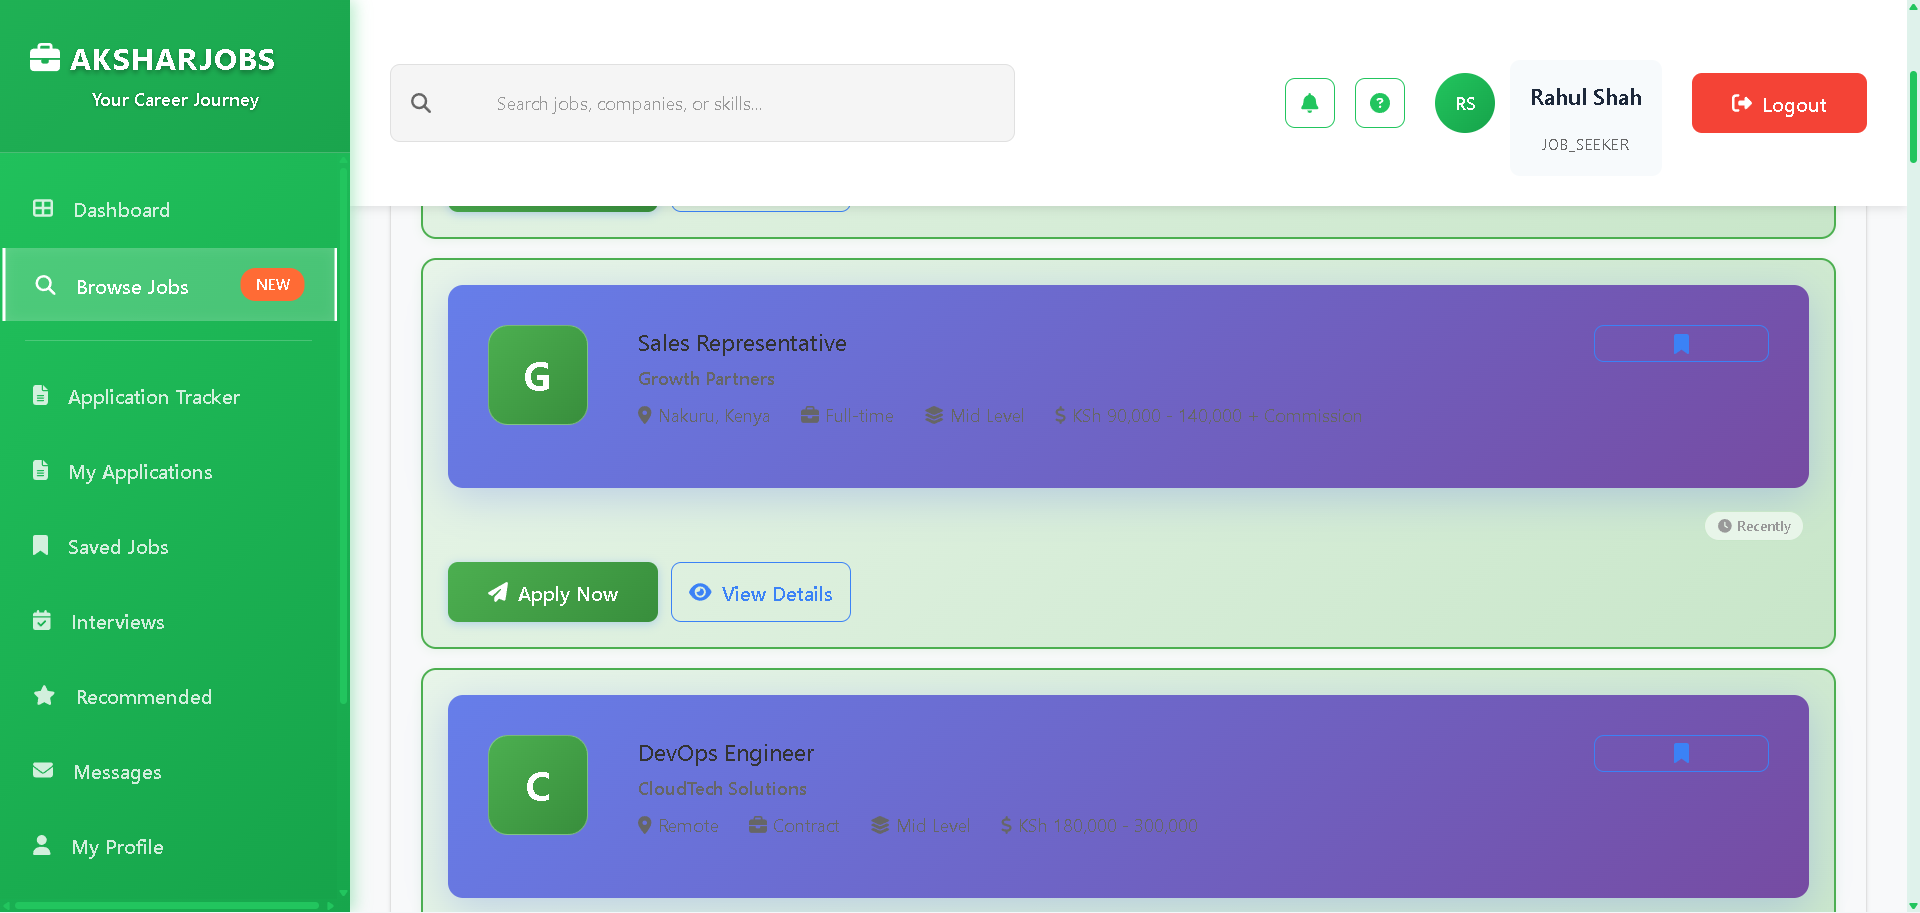 AKSHARJOBS
Your Career Journey
Dashboard
Browse Jobs NEW
Application Tracker
My Applications
Saved Jobs
Interviews
Recommended
Messages
My Profile
Search jobs, companies, or skills...
RS
Rahul Shah
JOB_SEEKER
Logout
G
Sales Representative
Growth Partners
Nakuru, Kenya Full-time Mid Level $ KSh 90,000 - 140,000 + Commission
Recently
Apply Now View Details
C
DevOps Engineer
CloudTech Solutions
Remote Contract Mid Level $ KSh 180,000 - 300,000